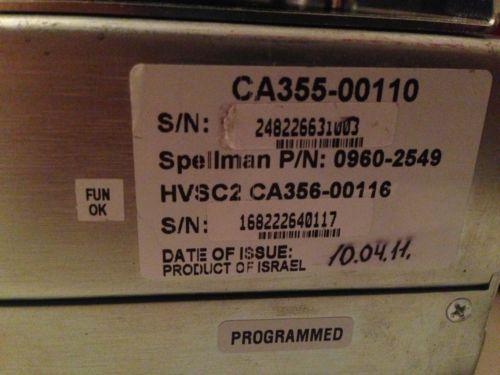 CA355-00110
S/N: 248226631003
Spellman P/N: 0960-2549
HVSC2 CA356-00116
S/N: 168222640117
DATE OF ISSUE: 10.04.11.
PRODUCT OF ISRAEL
FUN
OK
PROGRAMMED